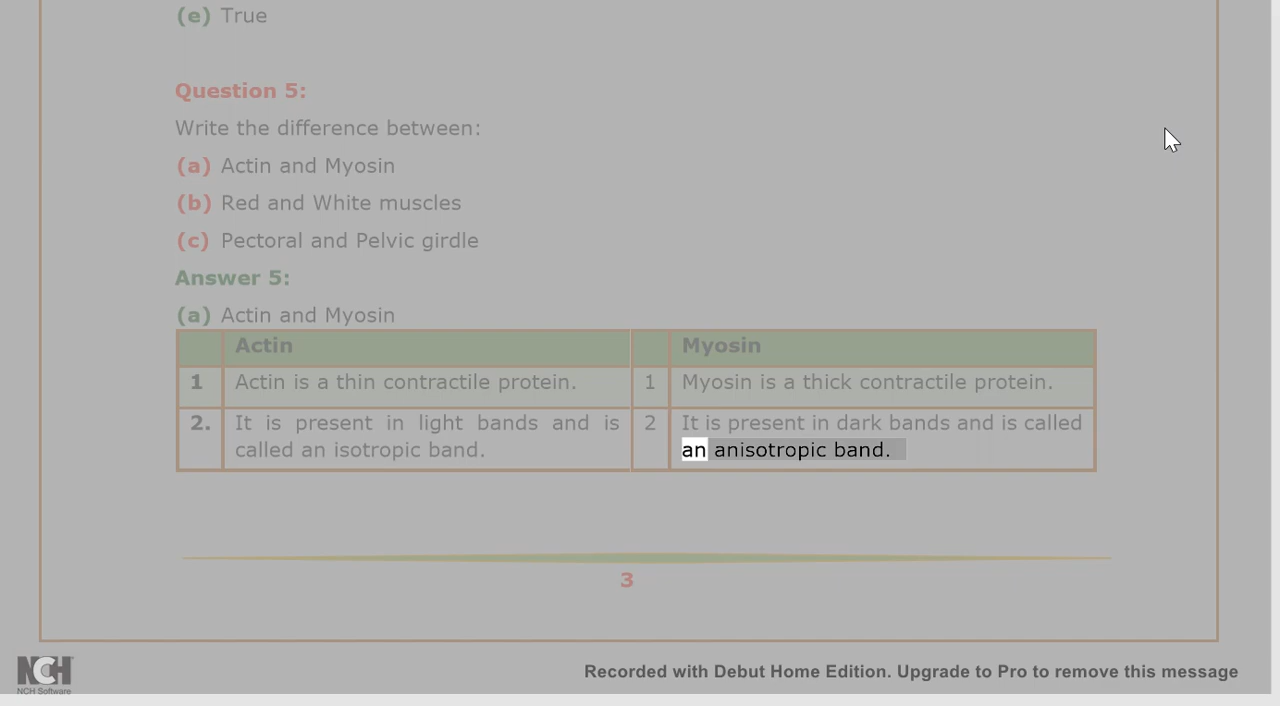 (e) True
Question 5:
Write the difference between:
(a) Actin and Myosin
(b) Red and White muscles
(c) Pectoral and Pelvic girdle
Answer 5:
(a) Actin and Myosin
Actin Myosin
1 Actin is a thin contractile protein. 1 Myosin is a thick contractile protein.
2. It is present in light bands and is 2 It is present in dark bands and is called
called an isotropic band. an anisotropic band.
3
NCH
NCH Software
Recorded with Debut Home Edition. Upgrade to Pro to remove this message